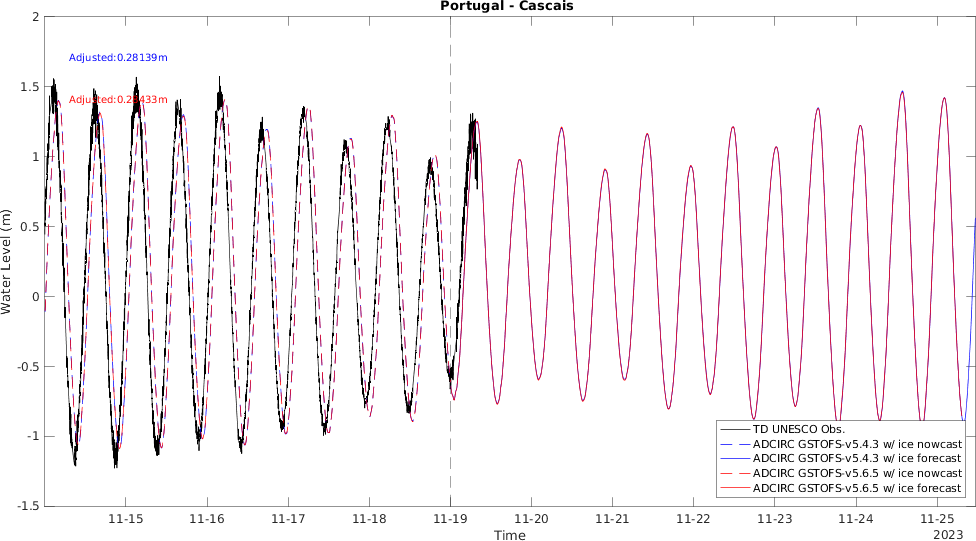 Portugal - Cascais
Adjusted:0.28139m
Water Level (m)
2
1.5
1
0.5
0
-0.5
-1
-1.5
TD UNESCO Obs.
ADCIRC GSTOFS-v5.4.3 w/ ice nowcast
ADCIRC GSTOFS-v5.4.3 w/ ice forecast
ADCIRC GSTOFS-v5.6.5 w/ ice nowcast
ADCIRC GSTOFS-v5.6.5 w/ ice forecast
11-15 11-16 11-17 11-18 11-19 11-20 11-21 11-22 11-23 11-24 11-25
Time
2023